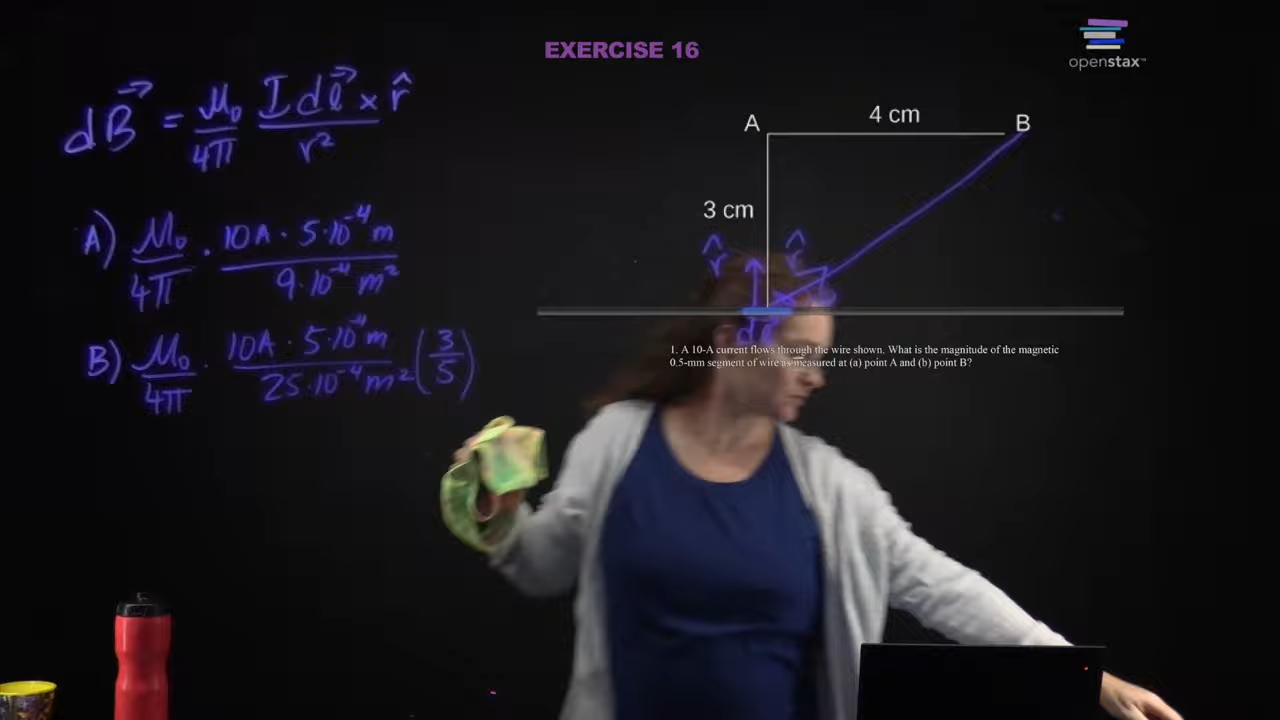 EXERCISE 16
openstax™
dB⃗ = μ₀/4π I dl⃗ × r̂ / r²
A) μ₀/4π · 10A · 5·10⁻⁴ m / 9·10⁻⁴ m²
B) μ₀/4π · 10A · 5·10⁻⁴ m / 25·10⁻⁴ m² (3/5)
A
4 cm
B
3 cm
r̂
r̂
1. A 10-A current flows through the wire shown. What is the magnitude of the magnetic
0.5-mm segment of wire as measured at (a) point A and (b) point B?